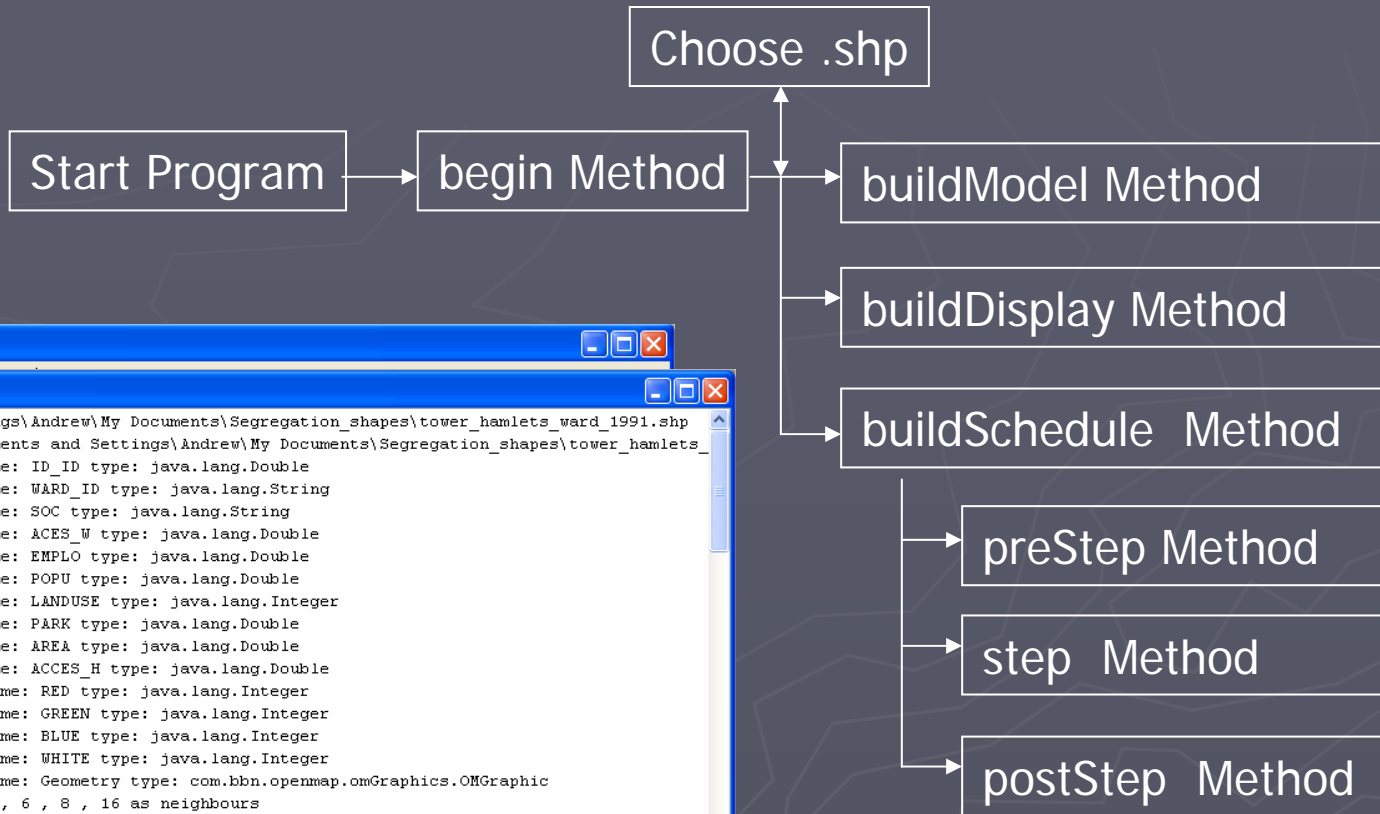 Choose .shp
Start Program
begin Method
buildModel Method
buildDisplay Method
buildSchedule Method
preStep Method
step Method
postStep Method
gs\Andrew\My Documents\Segregation_shapes\tower_hamlets_ward_1991.shp
ents and Settings\Andrew\My Documents\Segregation_shapes\tower_hamlets_
e: ID_ID type: java.lang.Double
e: WARD_ID type: java.lang.String
e: SOC type: java.lang.String
e: ACES_W type: java.lang.Double
e: EMPLO type: java.lang.Double
e: POPU type: java.lang.Double
e: LANDUSE type: java.lang.Integer
e: PARK type: java.lang.Double
e: AREA type: java.lang.Double
e: ACCES_H type: java.lang.Double
me: RED type: java.lang.Integer
me: GREEN type: java.lang.Integer
me: BLUE type: java.lang.Integer
me: WHITE type: java.lang.Integer
me: Geometry type: com.bbn.openmap.omGraphics.OMGraphic
, 6 , 8 , 16 as neighbours